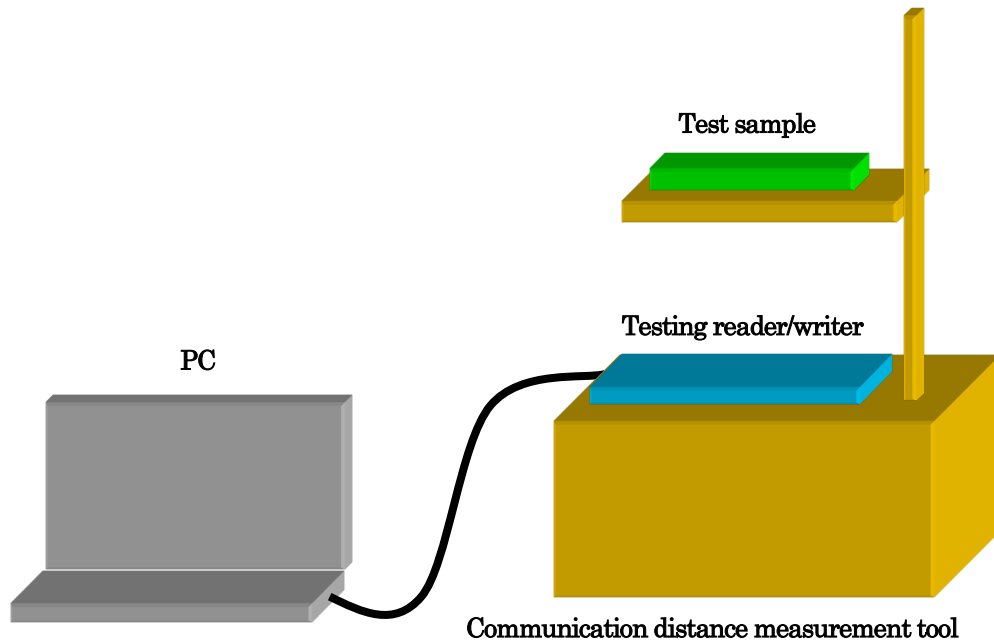 Test sample
Testing reader/writer
PC
Communication distance measurement tool